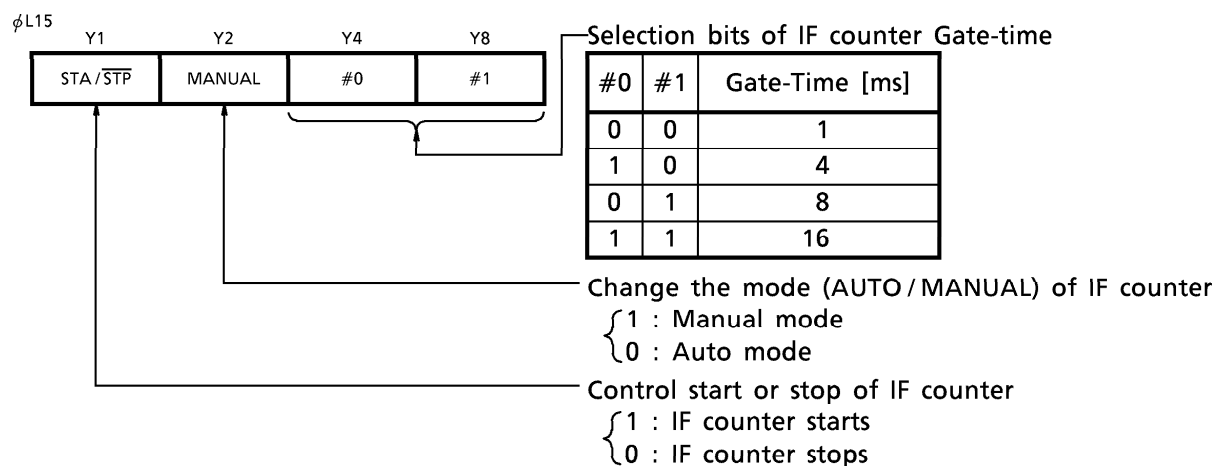 φL15
Y1 Y2 Y4 Y8
STA/STP MANUAL #0 #1
Selection bits of IF counter Gate-time
#0 #1 Gate-Time [ms]
0 0 1
1 0 4
0 1 8
1 1 16
Change the mode (AUTO/MANUAL) of IF counter
1 : Manual mode
0 : Auto mode
Control start or stop of IF counter
1 : IF counter starts
0 : IF counter stops